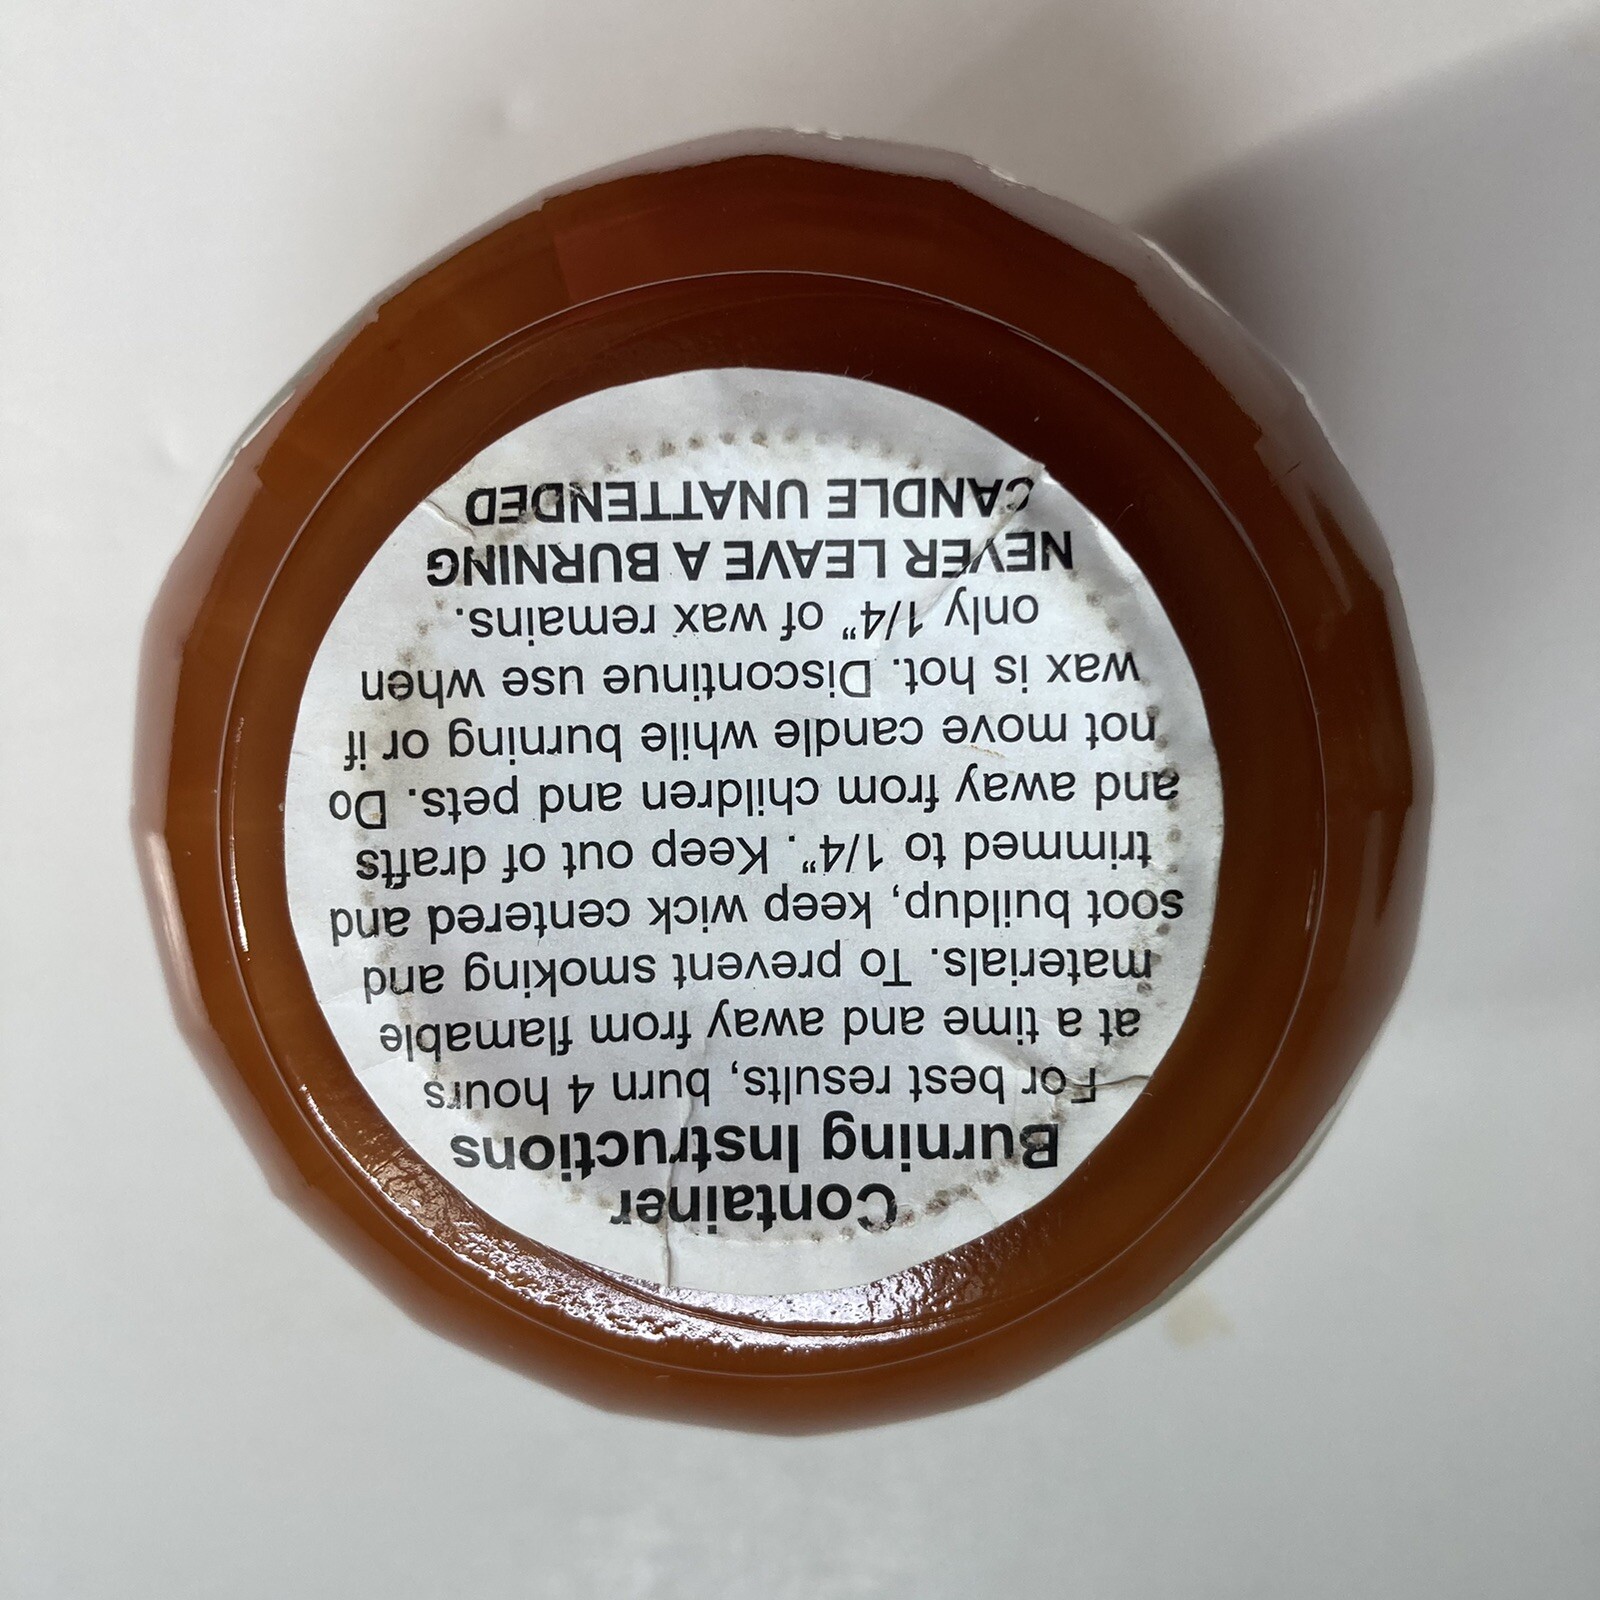 Container
Burning Instructions
For best results, burn 4 hours
at a time and away from flamable
materials. To prevent smoking and
soot buildup, keep wick centered and
trimmed to 1/4”. Keep out of drafts
and away from children and pets. Do
not move candle while burning or if
wax is hot. Discontinue use when
only 1/4” of wax remains.
NEVER LEAVE A BURNING
CANDLE UNATTENDED